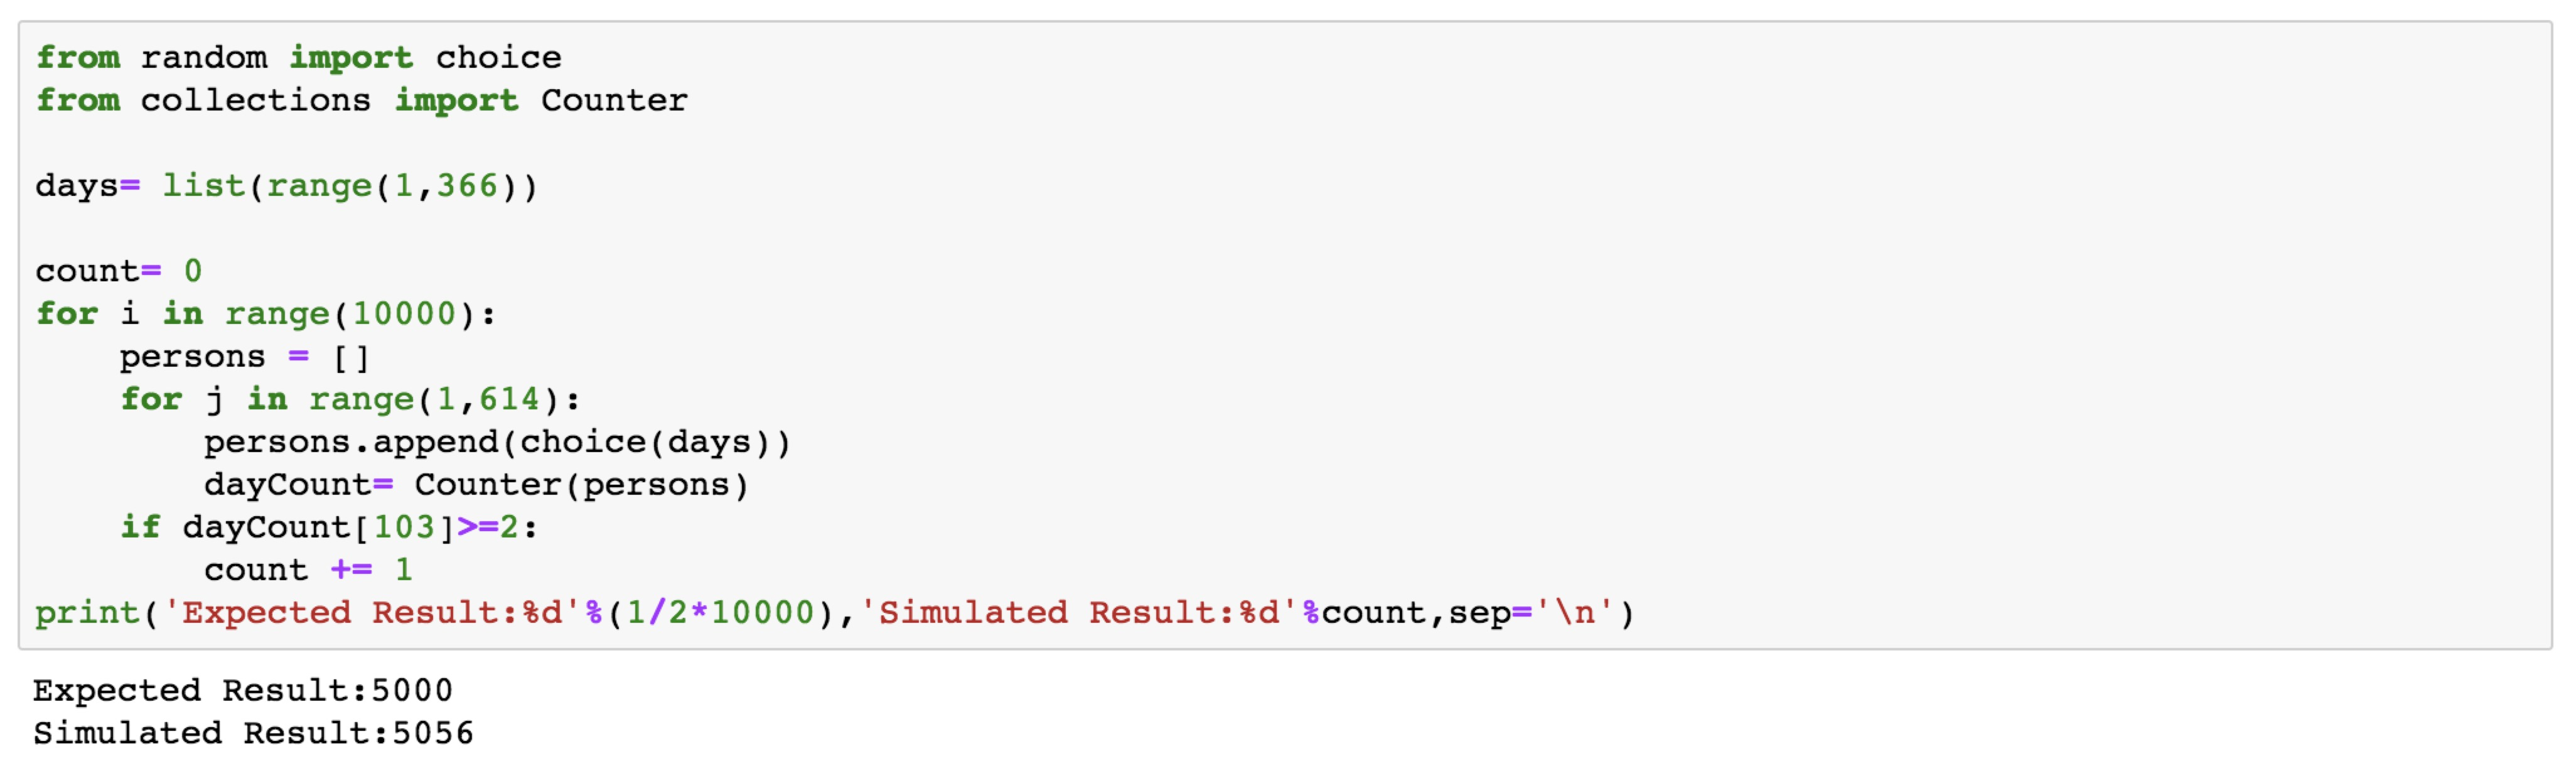 from random import choice
from collections import Counter
days= list(range(1,366))
count= 0
for i in range(10000):
    persons = []
    for j in range(1,614):
        persons.append(choice(days))
        dayCount= Counter(persons)
    if dayCount[103]>=2:
        count += 1
print('Expected Result:%d'%(1/2*10000),'Simulated Result:%d'%count,sep='\n')
Expected Result:5000
Simulated Result:5056